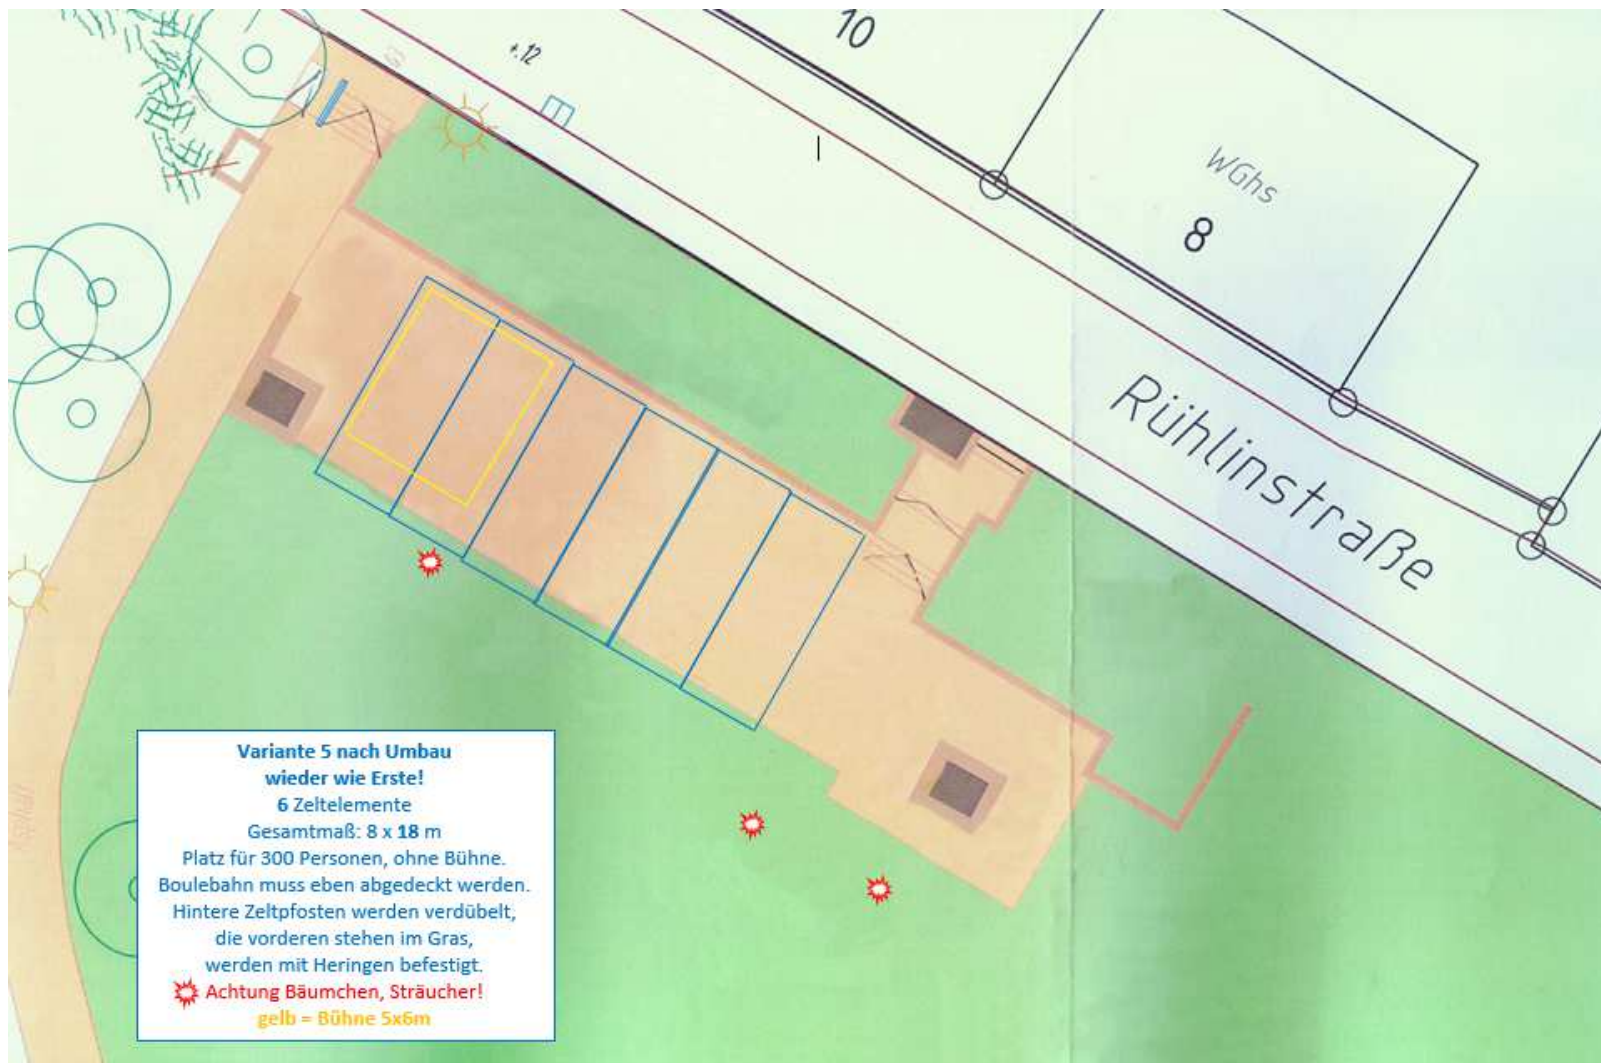 10
+.12
WGhs
8
Rühlinstraße
Variante 5 nach Umbau
wieder wie Erste!
6 Zeltelemente
Gesamtmaß: 8 x 18 m
Platz für 300 Personen, ohne Bühne.
Boulebahn muss eben abgedeckt werden.
Hintere Zeltpfosten werden verdübelt,
die vorderen stehen im Gras,
werden mit Heringen befestigt.
Achtung Bäumchen, Sträucher!
gelb = Bühne 5x6m